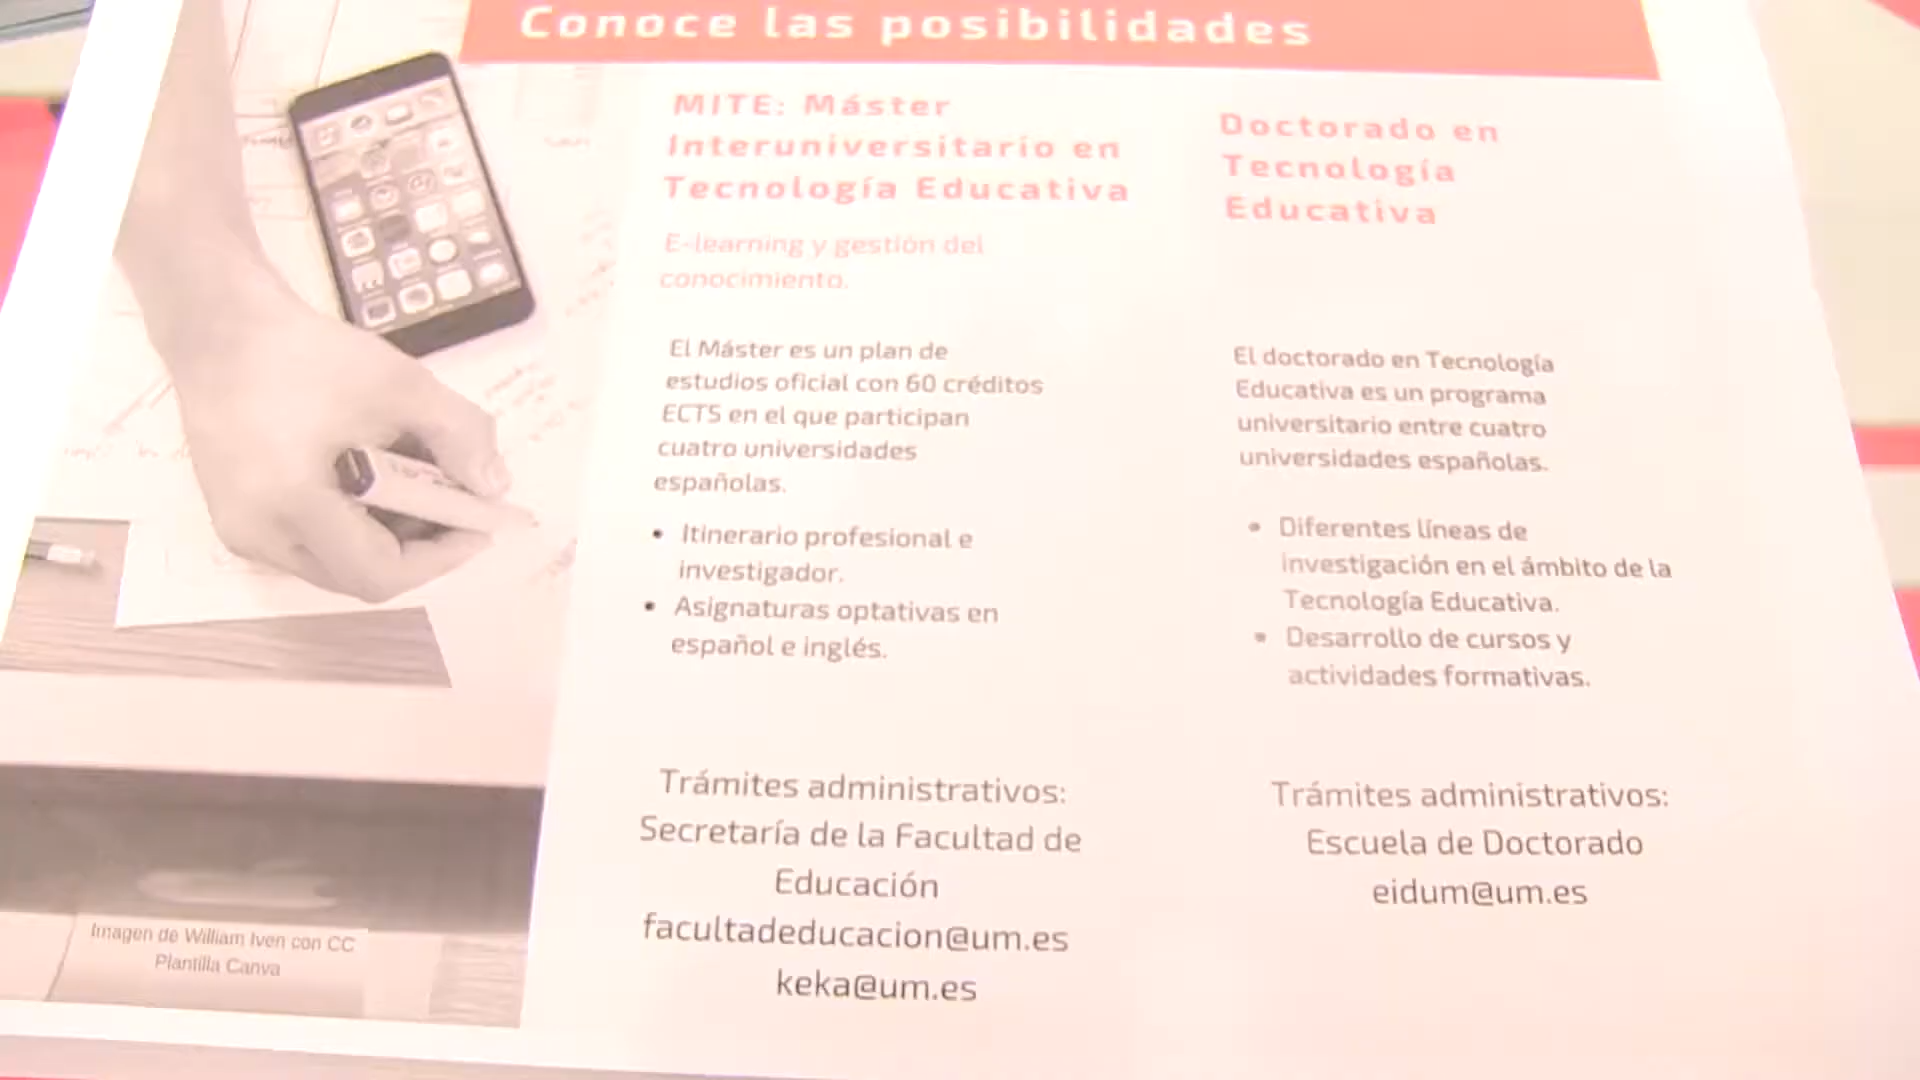 Conoce las posibilidades
MITE: Máster
Interuniversitario en
Tecnología Educativa
E-learning y gestión del
conocimiento.
El Máster es un plan de
estudios oficial con 60 créditos
ECTS en el que participan
cuatro universidades
españolas.
• Itinerario profesional e
investigador.
• Asignaturas optativas en
español e inglés.
Trámites administrativos:
Secretaría de la Facultad de
Educación
facultadeducacion@um.es
keka@um.es
Doctorado en
Tecnología
Educativa
El doctorado en Tecnología
Educativa es un programa
universitario entre cuatro
universidades españolas.
• Diferentes líneas de
investigación en el ámbito de la
Tecnología Educativa.
• Desarrollo de cursos y
actividades formativas.
Trámites administrativos:
Escuela de Doctorado
eidum@um.es
Imagen de William Iven con CC
Plantilla Canva